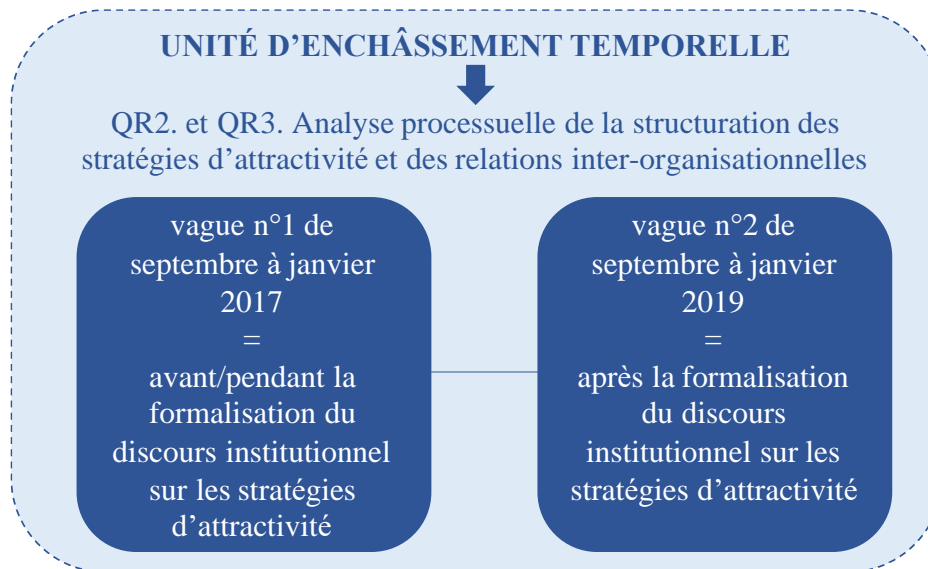 UNITÉ D’ENCHÂSSEMENT TEMPORELLE
QR2. et QR3. Analyse processuelle de la structuration des
stratégies d’attractivité et des relations inter-organisationnelles
vague n°1 de
septembre à janvier
2017
=
avant/pendant la
formalisation du
discours institutionnel
sur les stratégies
d’attractivité
vague n°2 de
septembre à janvier
2019
=
après la formalisation
du discours
institutionnel sur les
stratégies d’attractivité